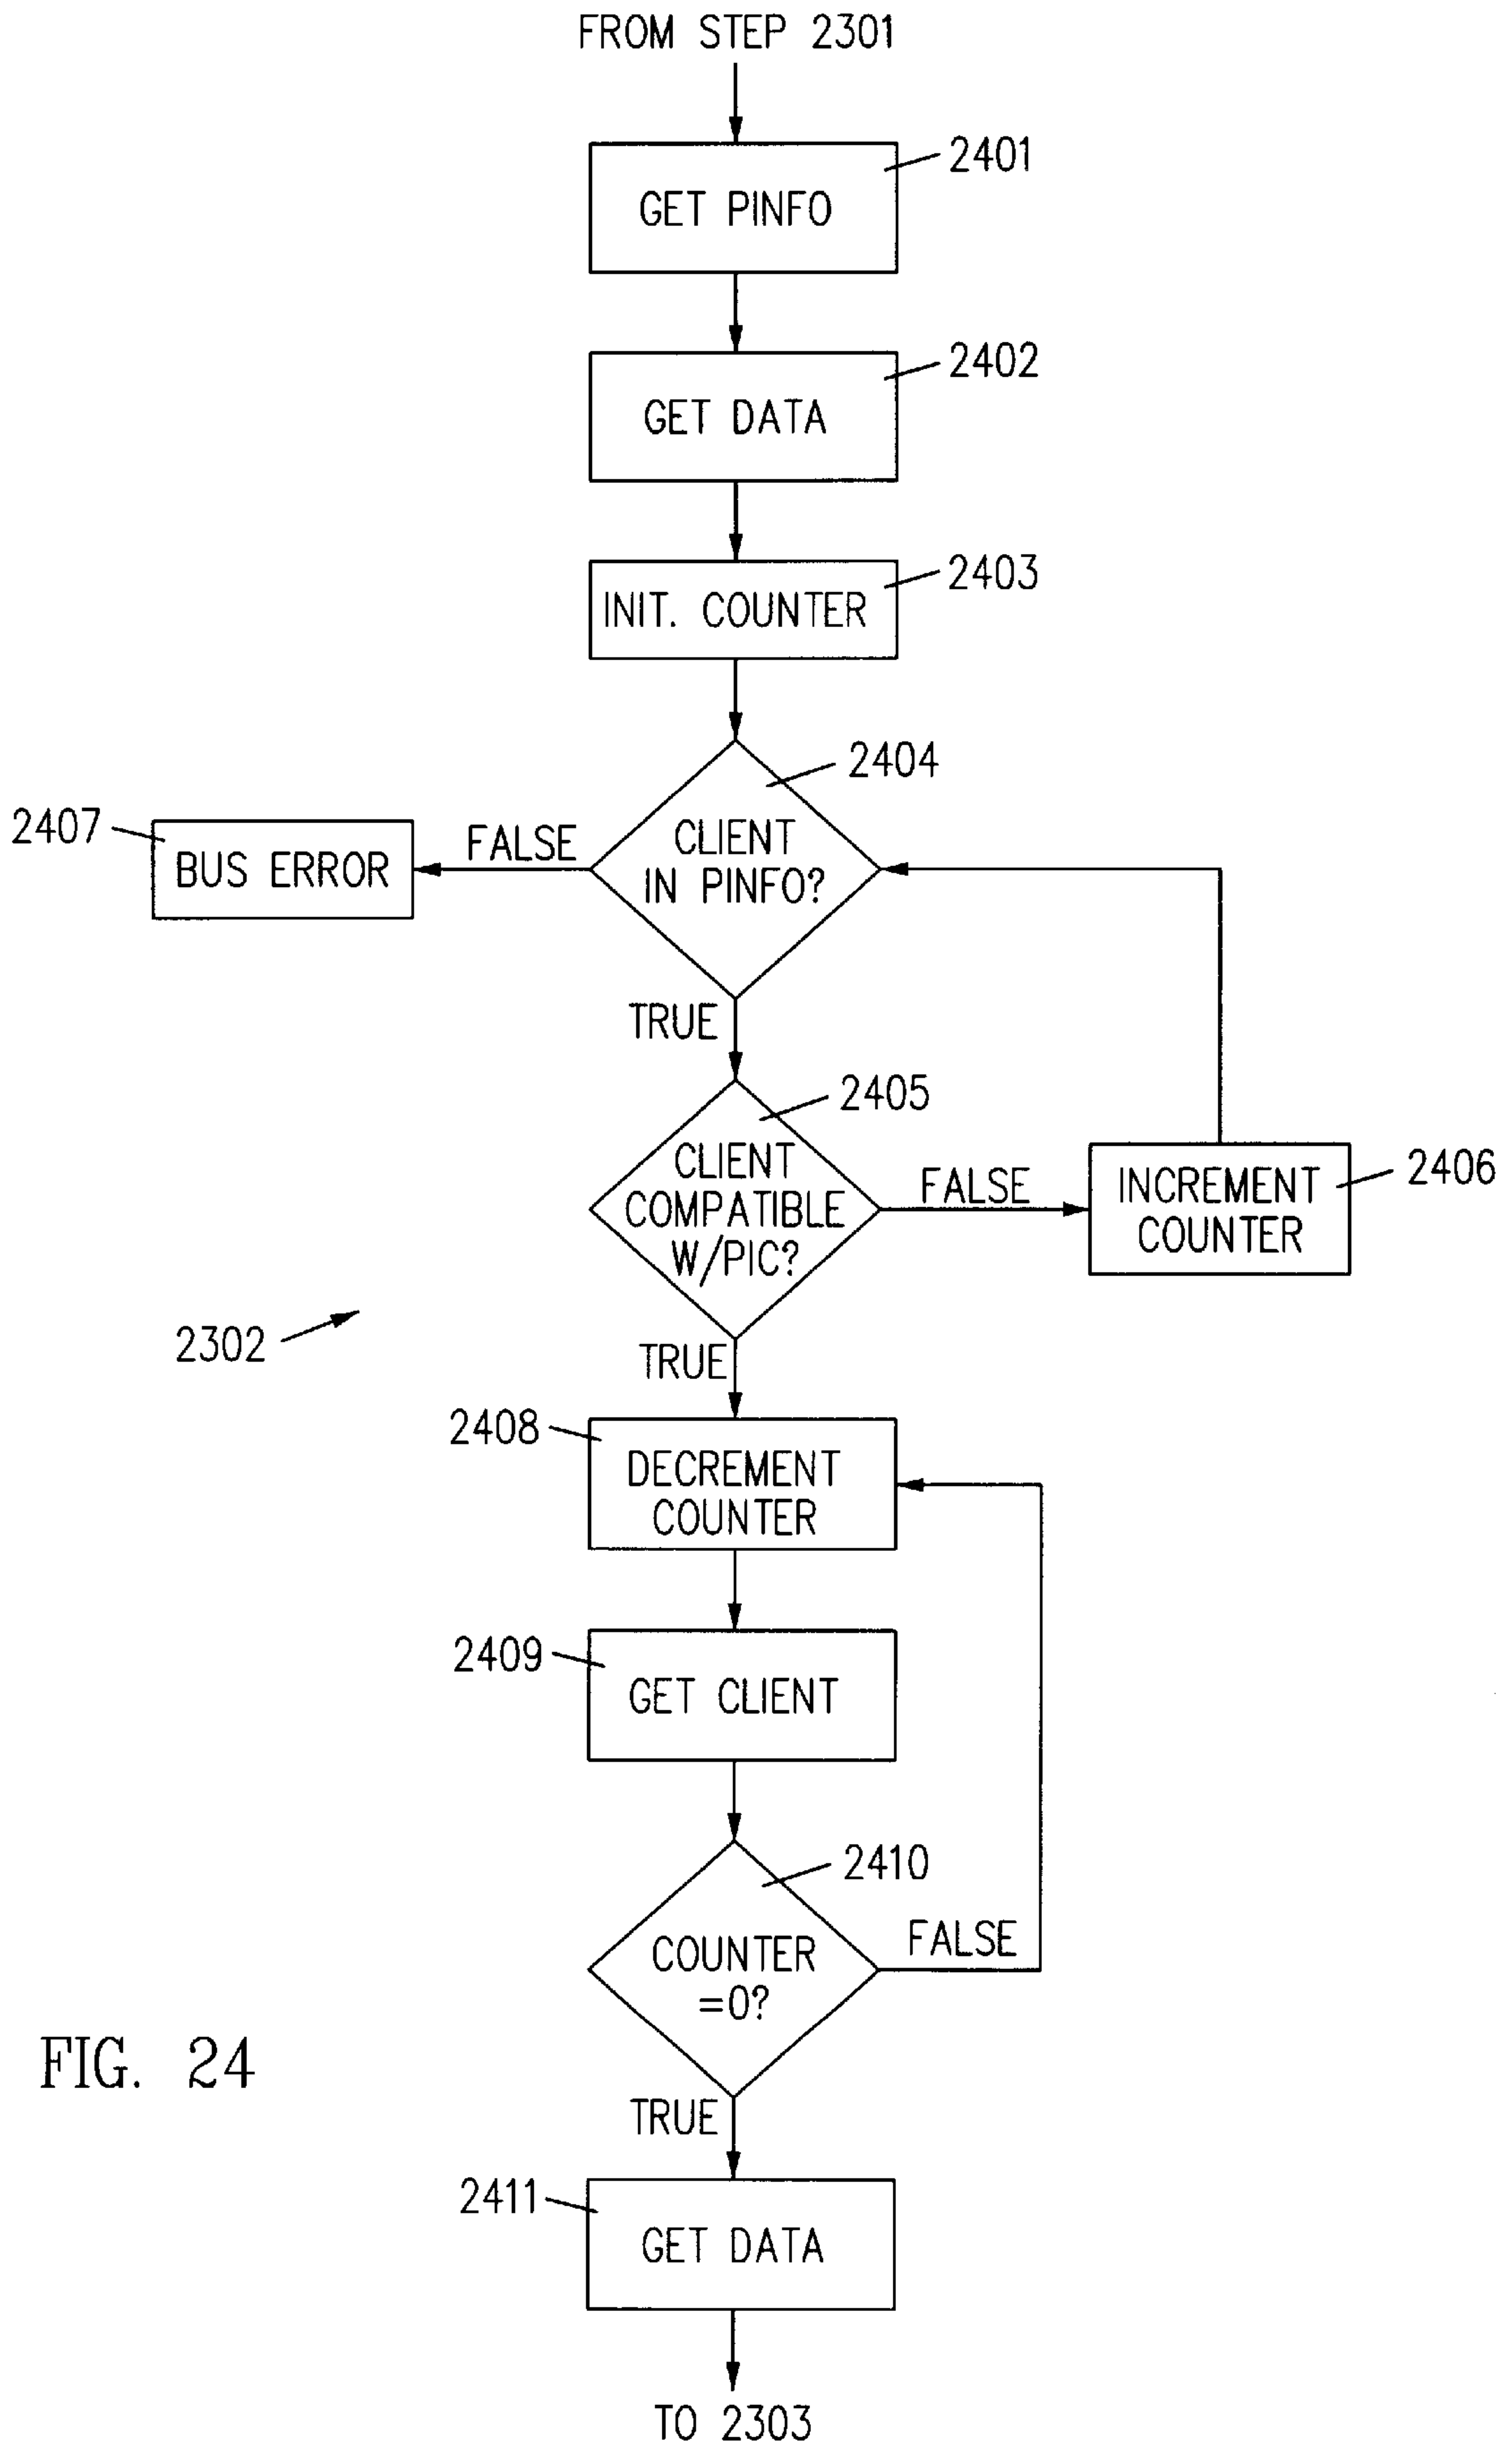 FROM STEP 2301
2401
GET PINFO
2402
GET DATA
2403
INIT. COUNTER
2404
CLIENT
IN PINFO?
FALSE
2407
BUS ERROR
TRUE
2405
CLIENT
COMPATIBLE
W/PIC?
FALSE
2406
INCREMENT
COUNTER
2302
TRUE
2408
DECREMENT
COUNTER
2409
GET CLIENT
2410
COUNTER
=0?
FALSE
FIG. 24
TRUE
2411
GET DATA
TO 2303